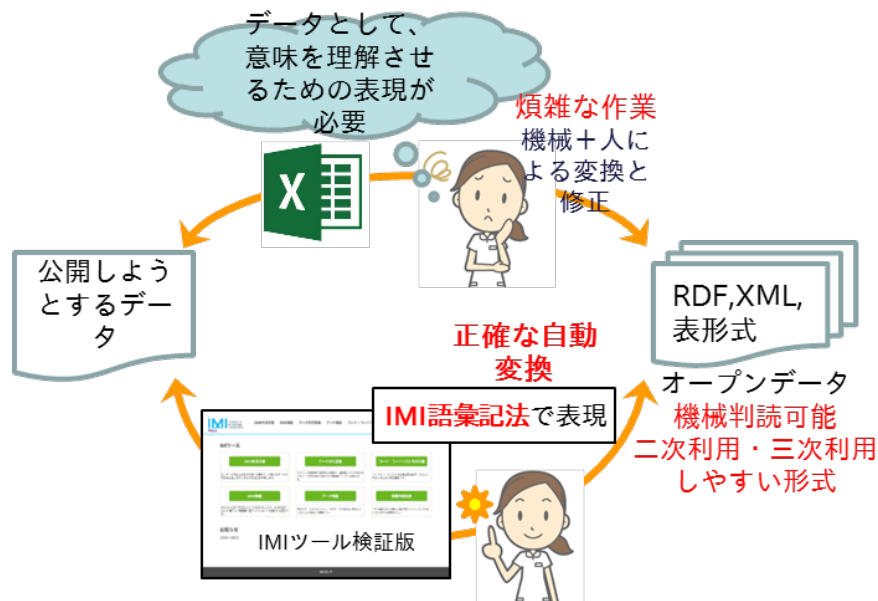 データとして、
意味を理解させ
るための表現が
必要
煩雑な作業
機械＋人に
よる変換と
修正
X
公開しよう
とするデー
タ
RDF,XML,
表形式
正確な自動
変換
オープンデータ
機械判読可能
二次利用・三次利用
しやすい形式
IMI語彙記法で表現
IMI
IMIツール検証版